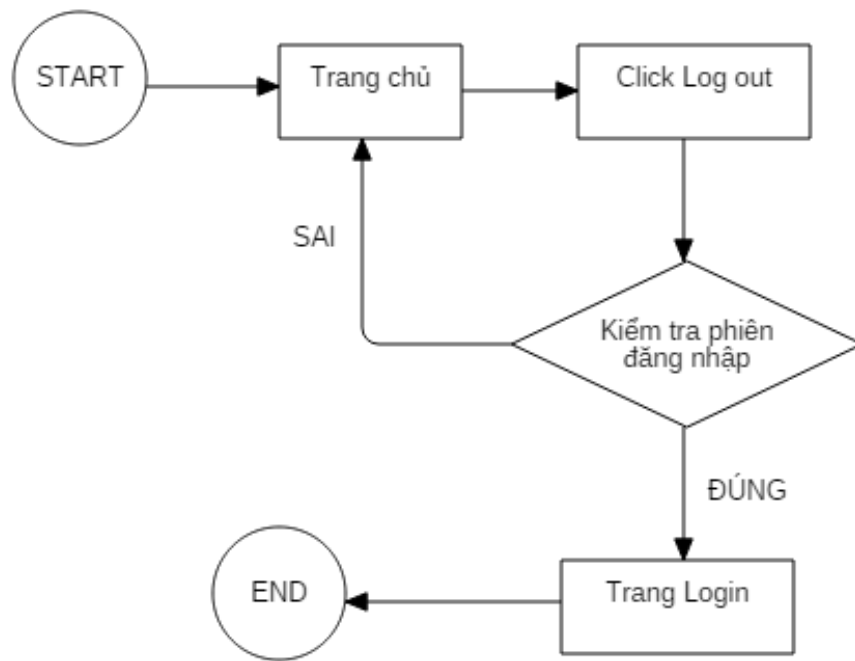 START
Trang chủ
Click Log out
SAI
Kiểm tra phiên
đăng nhập
ĐÚNG
END
Trang Login